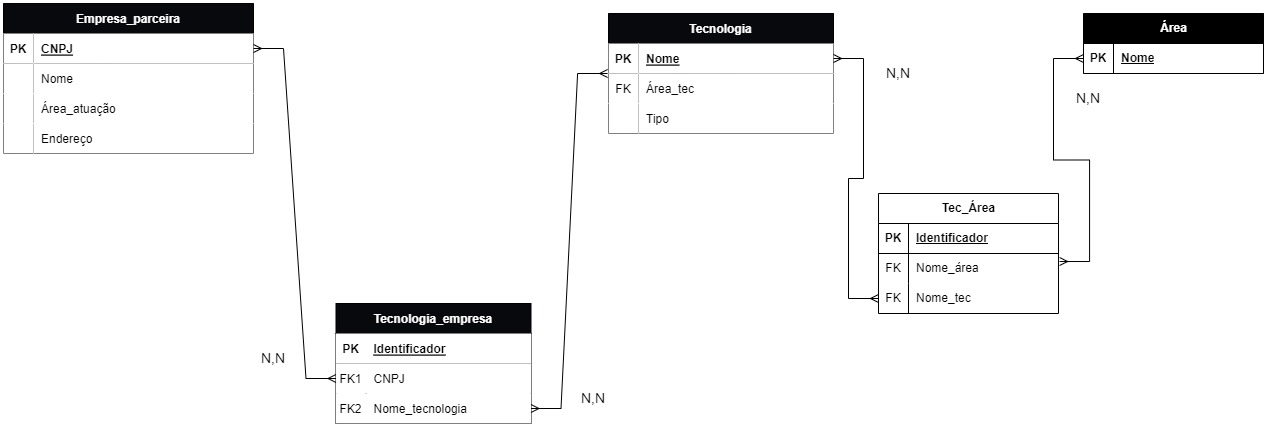 Empresa_parceira
PK CNPJ
Nome
Área_atuação
Endereço
Tecnologia
PK Nome
FK Área_tec
Tipo
Área
PK Nome
N,N
N,N
Tec_Área
PK Identificador
FK Nome_área
FK Nome_tec
Tecnologia_empresa
PK Identificador
FK1 CNPJ
FK2 Nome_tecnologia
N,N
N,N